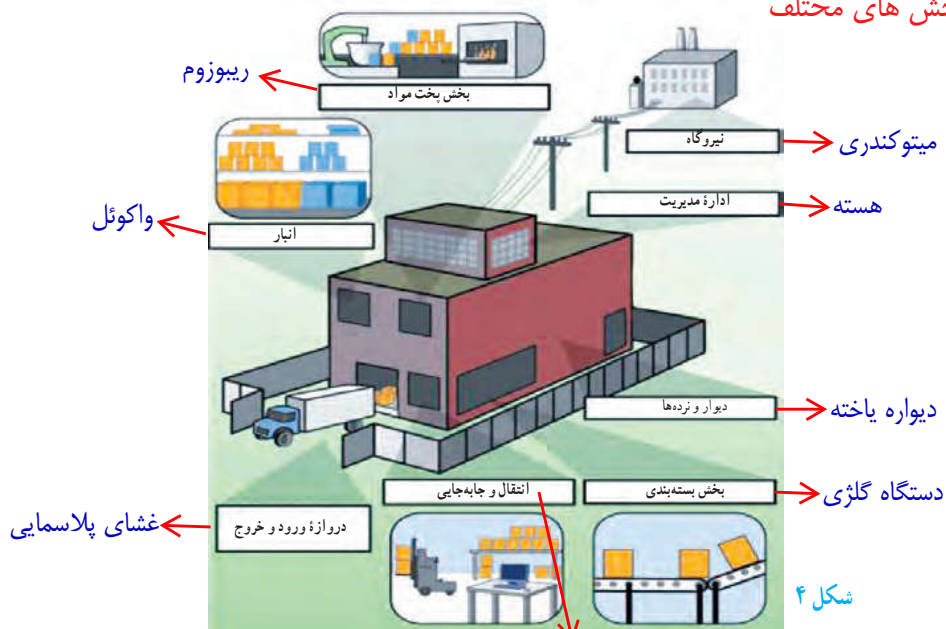 بخش های مختلف
ریبوزوم
بخش پخت مواد
نیروگاه
میتوکندری
ادارهٔ مدیریت
هسته
واکوئل
انبار
دیوار و نرده‌ها
دیواره یاخته
انتقال و جابه‌جایی
بخش بسته‌بندی
دستگاه گلژی
غشای پلاسمایی
دروازهٔ ورود و خروج
شکل ۴